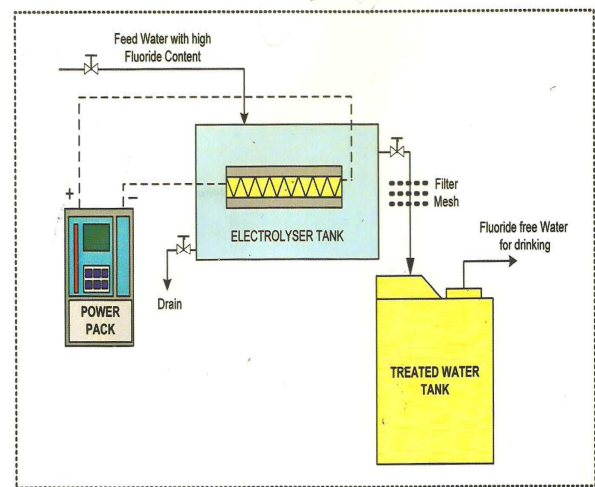 Feed Water with high
Fluoride Content
+
−
ELECTROLYSER TANK
Filter
Mesh
Fluoride free Water
for drinking
Drain
POWER
PACK
TREATED WATER
TANK